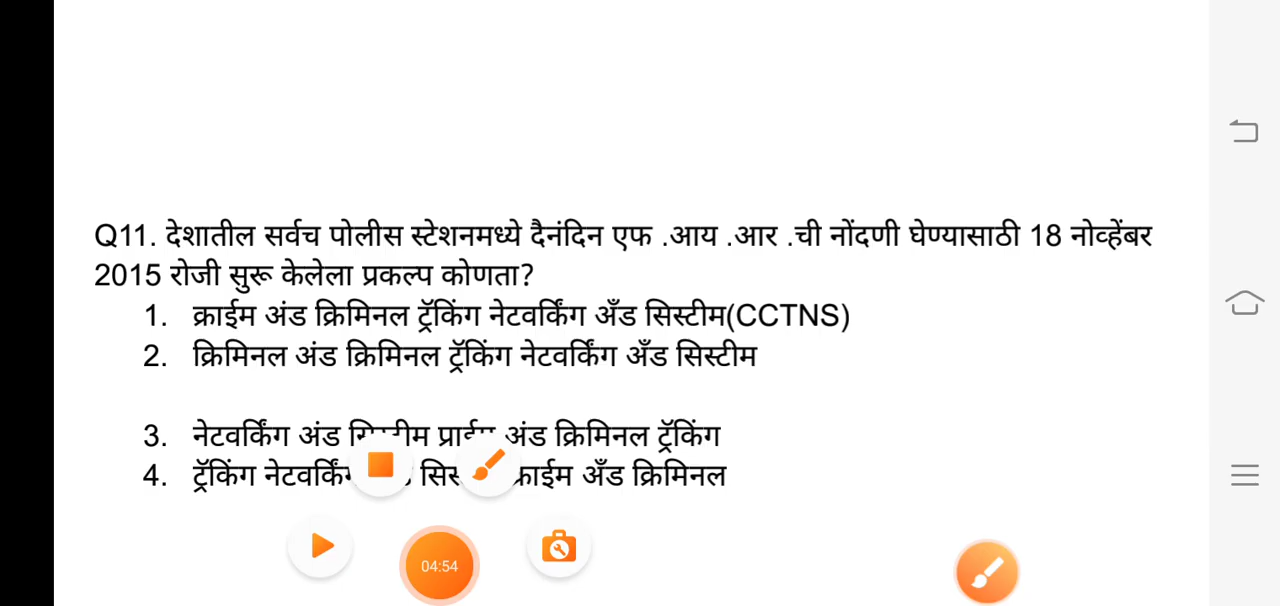 Q11. देशातील सर्वच पोलीस स्टेशनमध्ये दैनंदिन एफ .आय .आर .ची नोंदणी घेण्यासाठी 18 नोव्हेंबर
2015 रोजी सुरू केलेला प्रकल्प कोणता?
1. क्राईम अंड क्रिमिनल ट्रॅकिंग नेटवर्किंग अँड सिस्टीम(CCTNS)
2. क्रिमिनल अंड क्रिमिनल ट्रॅकिंग नेटवर्किंग अँड सिस्टीम
3. नेटवर्किंग अंड अंड क्रिमिनल ट्रॅकिंग
4. ट्रॅकिंग अँड क्रिमिनल
04:54